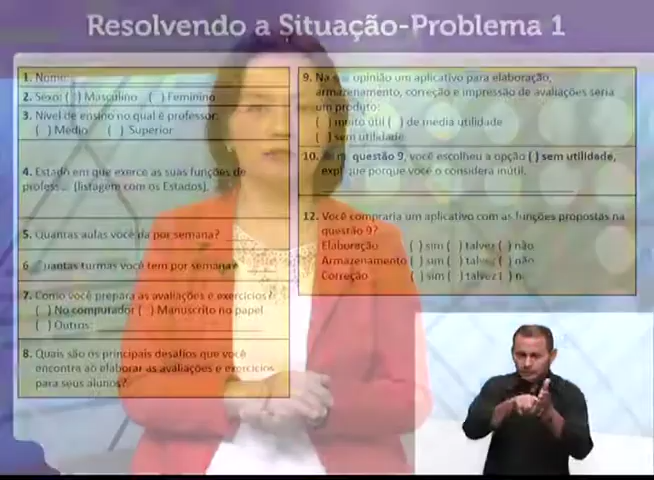 Resolvendo a Situação-Problema 1
1. Nome:
2. Sexo: ( ) Masculino ( ) Feminino
3. Nível de ensino no qual é professor:
( ) Médio ( ) Superior
4. Estado em que exerce as suas funções de
(listagem com os Estados).
5. Quantas aulas você dá por semana?
6. Quantas turmas você tem por semana?
7. Como você prepara as avaliações e exercícios?
( ) No computador ( ) Manuscrito no papel
( ) Outros:
8. Quais são os principais desafios que você
encontra ao elaborar as avaliações e exercícios
para seus alunos?
9. Na opinião um aplicativo para elaboração,
armazenamento, correção e impressão de avaliações seria
um produto:
( ) muito útil ( ) de media utilidade
( ) sem utilidade
10. questão 9, você escolheu a opção ( ) sem utilidade,
que porque você o considera inútil.
12. Você compraria um aplicativo com as funções propostas na
questão 9?
Elaboração ( ) sim ( ) talvez ( ) não
Armazenamento ( ) sim ( ) talvez ( ) não
Correção ( ) sim ( ) talvez ( )